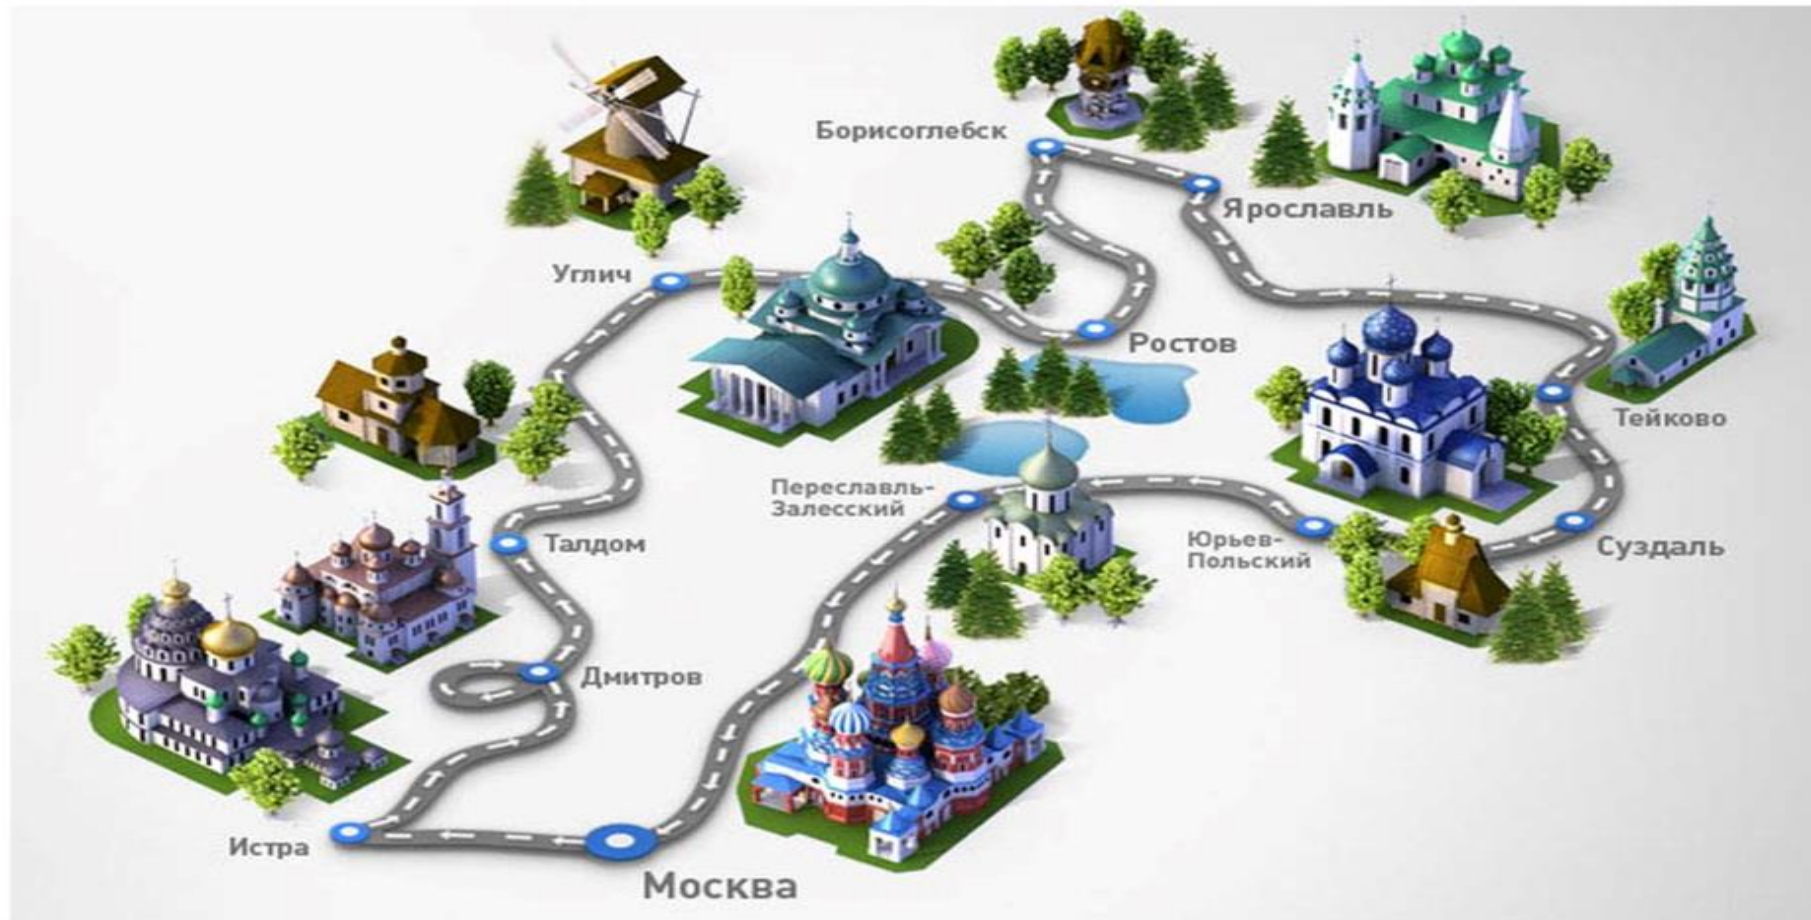 Борисоглебск
Ярославль
Углич
Ростов
Тейково
Переславль-
Залесский
Юрьев-
Польский
Суздаль
Талдом
Дмитров
Истра
Москва